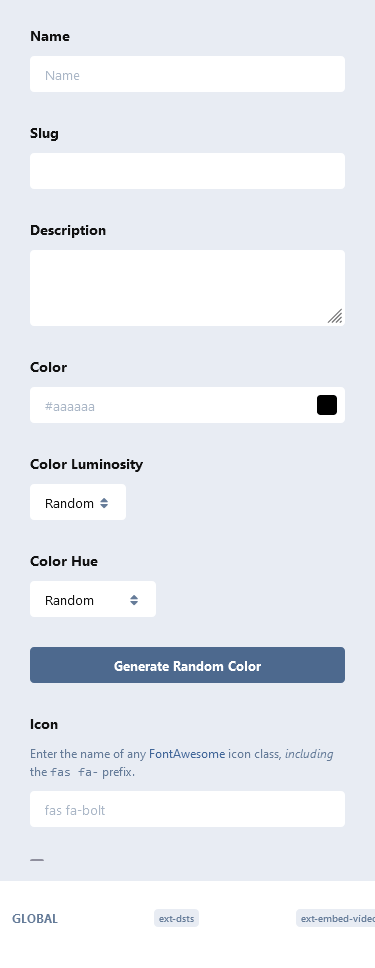 Name
Name
Slug
Description
Color
#aaaaaa
Color Luminosity
Random
Color Hue
Random
Generate Random Color
Icon
Enter the name of any FontAwesome icon class, including
the fas fa- prefix.
fas fa-bolt
GLOBAL ext-dsts ext-embed-video